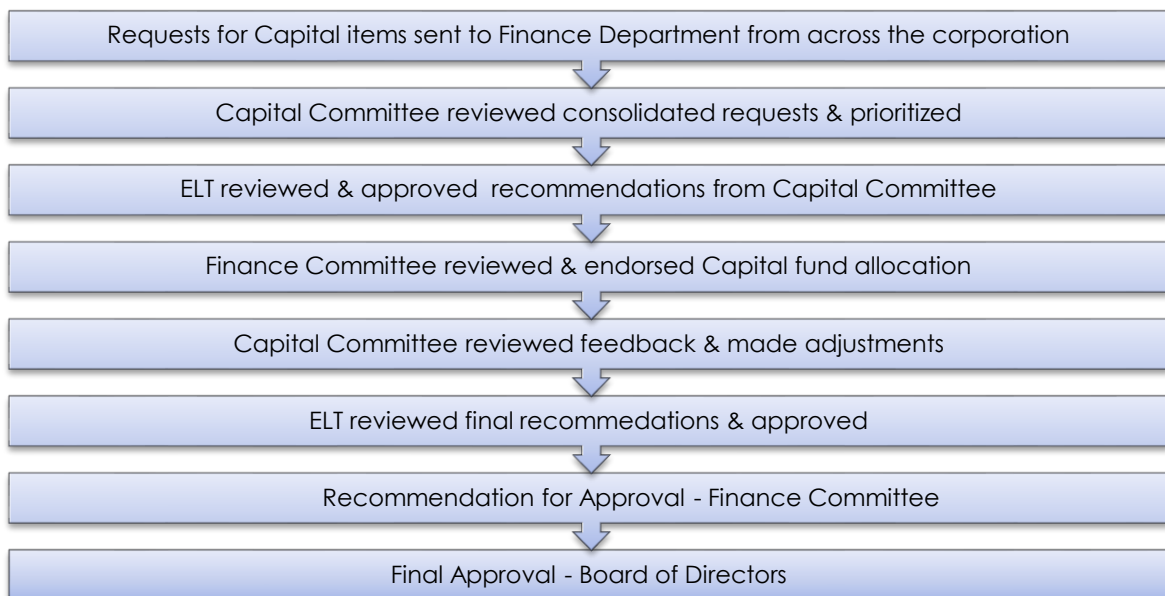 Requests for Capital items sent to Finance Department from across the corporation
Capital Committee reviewed consolidated requests & prioritized
ELT reviewed & approved recommendations from Capital Committee
Finance Committee reviewed & endorsed Capital fund allocation
Capital Committee reviewed feedback & made adjustments
ELT reviewed final recommedations & approved
Recommendation for Approval - Finance Committee
Final Approval - Board of Directors